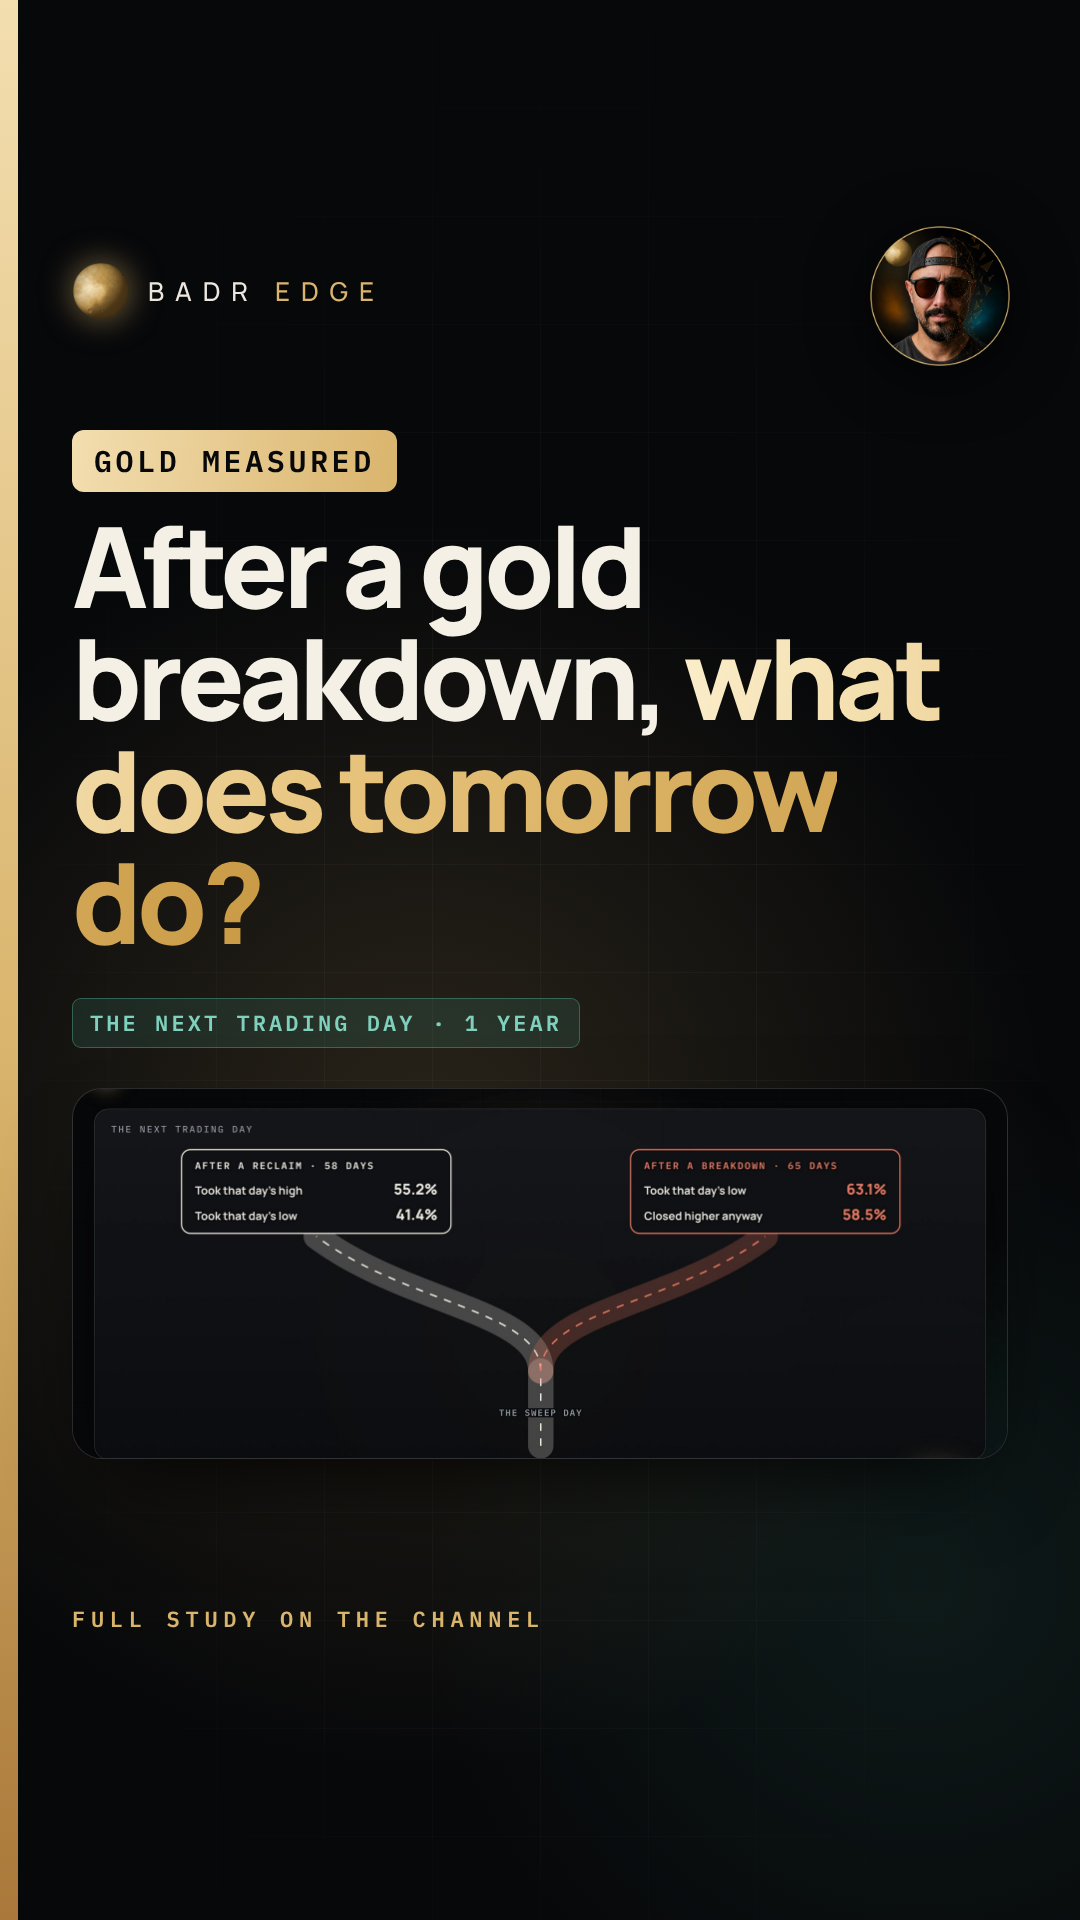 BADR EDGE
GOLD MEASURED
After a gold
breakdown, what
does tomorrow
do?
THE NEXT TRADING DAY · 1 YEAR
THE NEXT TRADING DAY
AFTER A RECLAIM · 58 DAYS
Took that day's high 55.2%
Took that day's low 41.4%
AFTER A BREAKDOWN · 65 DAYS
Took that day's low 63.1%
Closed higher anyway 58.5%
THE SWEEP DAY
FULL STUDY ON THE CHANNEL